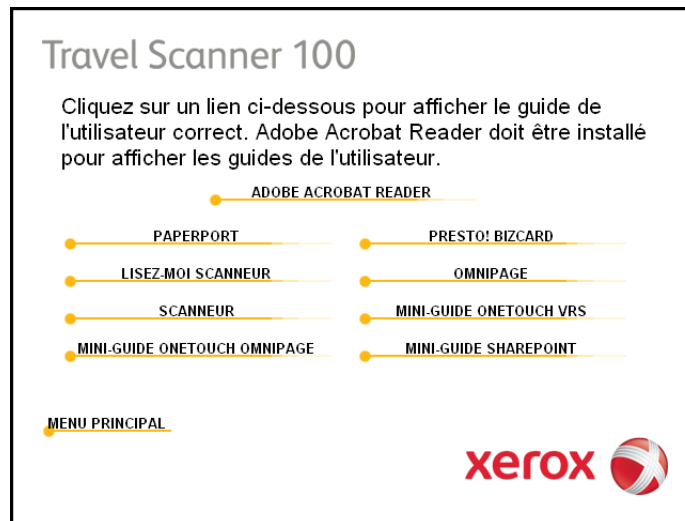 Travel Scanner 100
Cliquez sur un lien ci-dessous pour afficher le guide de
l'utilisateur correct. Adobe Acrobat Reader doit être installé
pour afficher les guides de l'utilisateur.
ADOBE ACROBAT READER
PAPERPORT
PRESTO! BIZCARD
LISEZ-MOI SCANNEUR
OMNIPAGE
SCANNEUR
MINI-GUIDE ONETOUCH VRS
MINI-GUIDE ONETOUCH OMNIPAGE
MINI-GUIDE SHAREPOINT
MENU PRINCIPAL
xerox